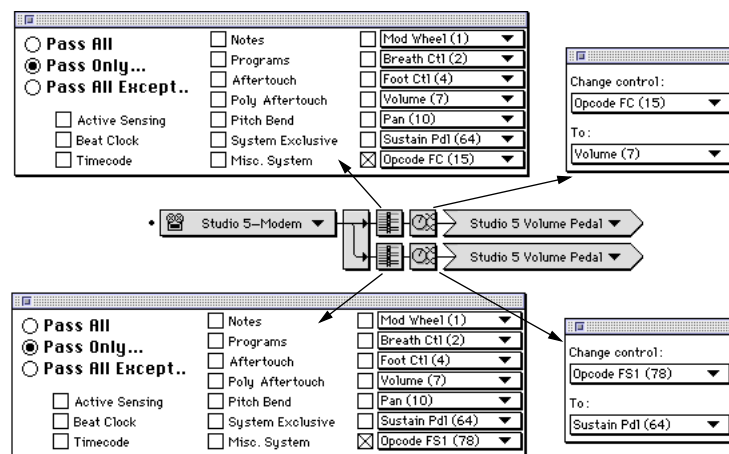 Pass All
Pass Only...
Pass All Except..
Active Sensing
Beat Clock
Timecode
Notes
Programs
Aftertouch
Poly Aftertouch
Pitch Bend
System Exclusive
Misc. System
Mod Wheel (1)
Breath Ctl (2)
Foot Ctl (4)
Volume (7)
Pan (10)
Sustain Pdl (64)
Opcode FC (15)
Change control:
Opcode FC (15)
To:
Volume (7)
Studio 5-Modem
Studio 5 Volume Pedal
Studio 5 Volume Pedal
Pass All
Pass Only...
Pass All Except..
Active Sensing
Beat Clock
Timecode
Notes
Programs
Aftertouch
Poly Aftertouch
Pitch Bend
System Exclusive
Misc. System
Mod Wheel (1)
Breath Ctl (2)
Foot Ctl (4)
Volume (7)
Pan (10)
Sustain Pdl (64)
Opcode FS1 (78)
Change control:
Opcode FS1 (78)
To:
Sustain Pdl (64)